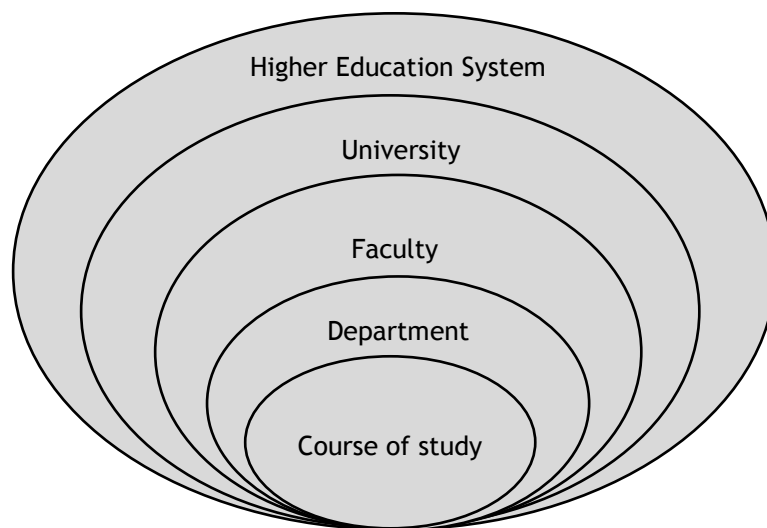 Higher Education System
University
Faculty
Department
Course of study